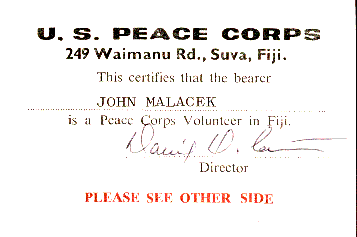 U. S. PEACE CORPS
249 Waimanu Rd., Suva, Fiji.
This certifies that the bearer
JOHN MALACEK
is a Peace Corps Volunteer in Fiji.
Director
PLEASE SEE OTHER SIDE